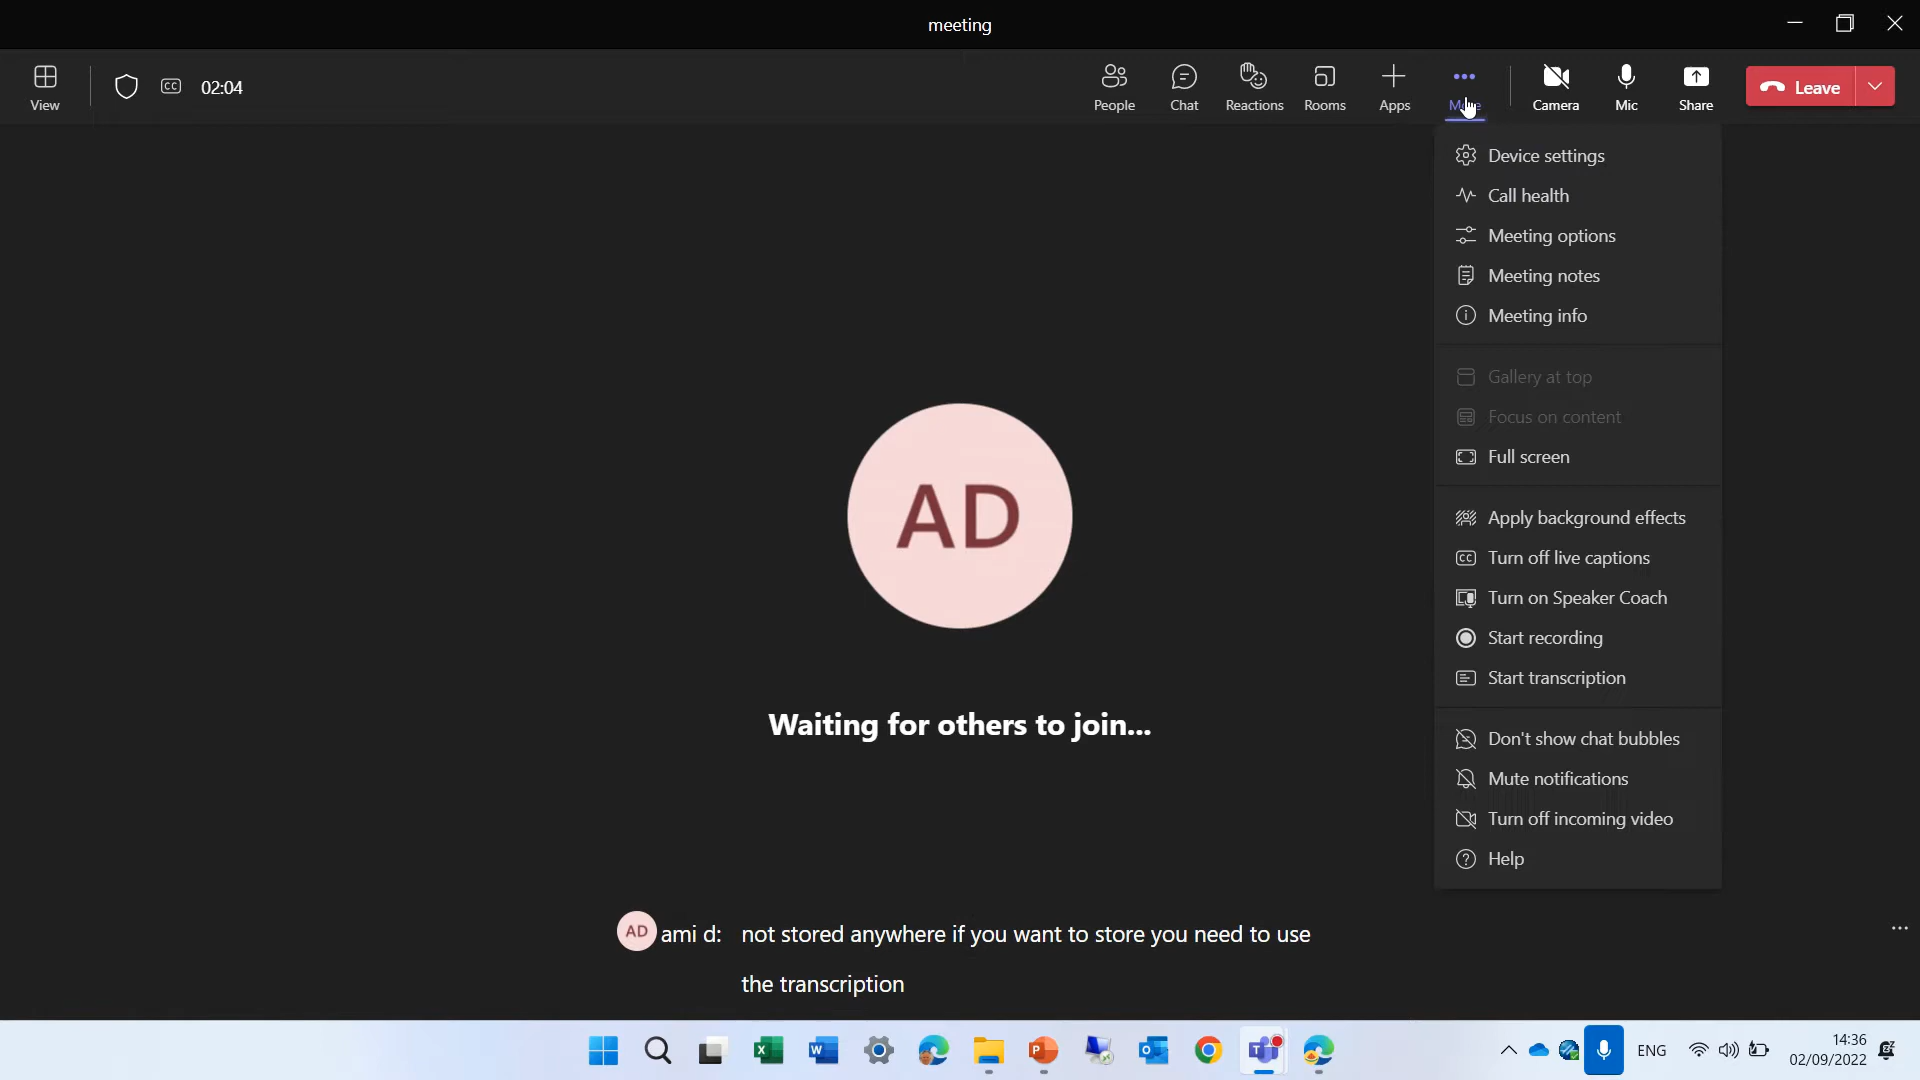 meeting
View
CC
02:04
People
Chat
Reactions
Rooms
Apps
Camera
Mic
Share
Leave
Device settings
Call health
Meeting options
Meeting notes
Meeting info
Gallery at top
Focus on content
Full screen
Apply background effects
CC Turn off live captions
Turn on Speaker Coach
Start recording
Start transcription
Don't show chat bubbles
Mute notifications
Turn off incoming video
Help
AD
Waiting for others to join...
AD ami d: not stored anywhere if you want to store you need to use
the transcription
ENG
14:36
02/09/2022